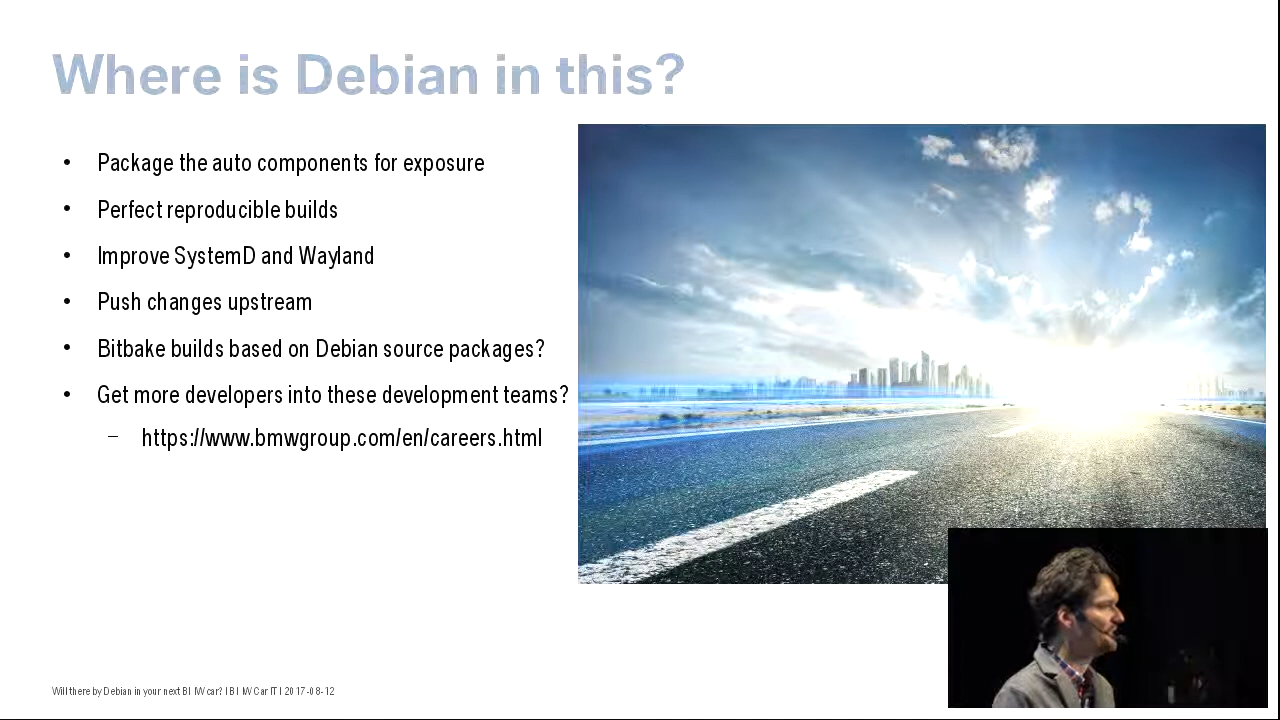 Where is Debian in this?
• Package the auto components for exposure
• Perfect reproducible builds
• Improve SystemD and Wayland
• Push changes upstream
• Bitbake builds based on Debian source packages?
• Get more developers into these development teams?
– https://www.bmwgroup.com/en/careers.html
Will there by Debian in your next BMW car? | BMW Car IT | 2017-08-12